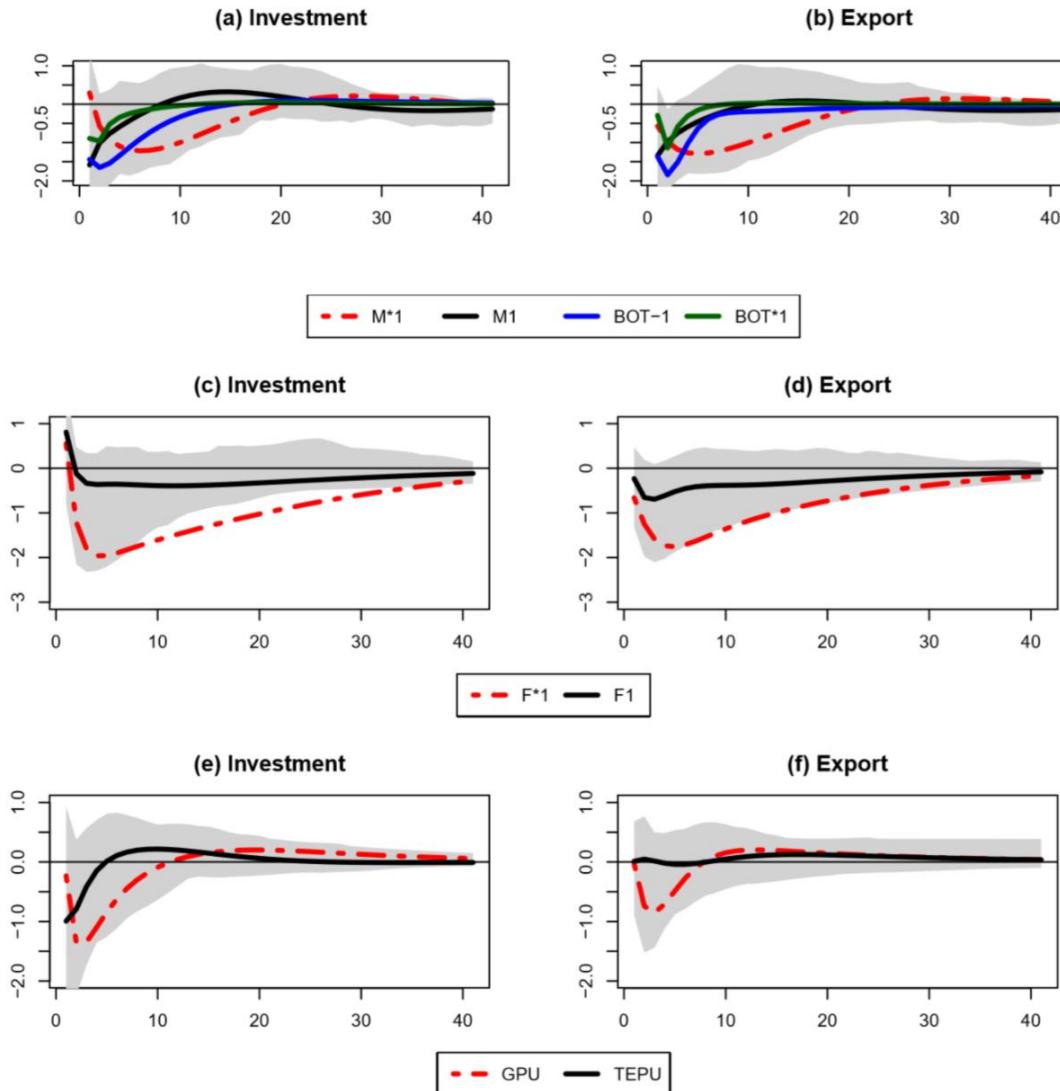 (a) Investment
(b) Export
1.0
-0.5
-2.0
0 10 20 30 40
1.0
-0.5
-2.0
0 10 20 30 40
M*1 M1 BOT-1 BOT*1
(c) Investment
(d) Export
1
0
-1
-2
-3
0 10 20 30 40
1
0
-1
-2
-3
0 10 20 30 40
F*1 F1
(e) Investment
(f) Export
1.0
0.0
-1.0
-2.0
0 10 20 30 40
1.0
0.0
-1.0
-2.0
0 10 20 30 40
GPU TEPU